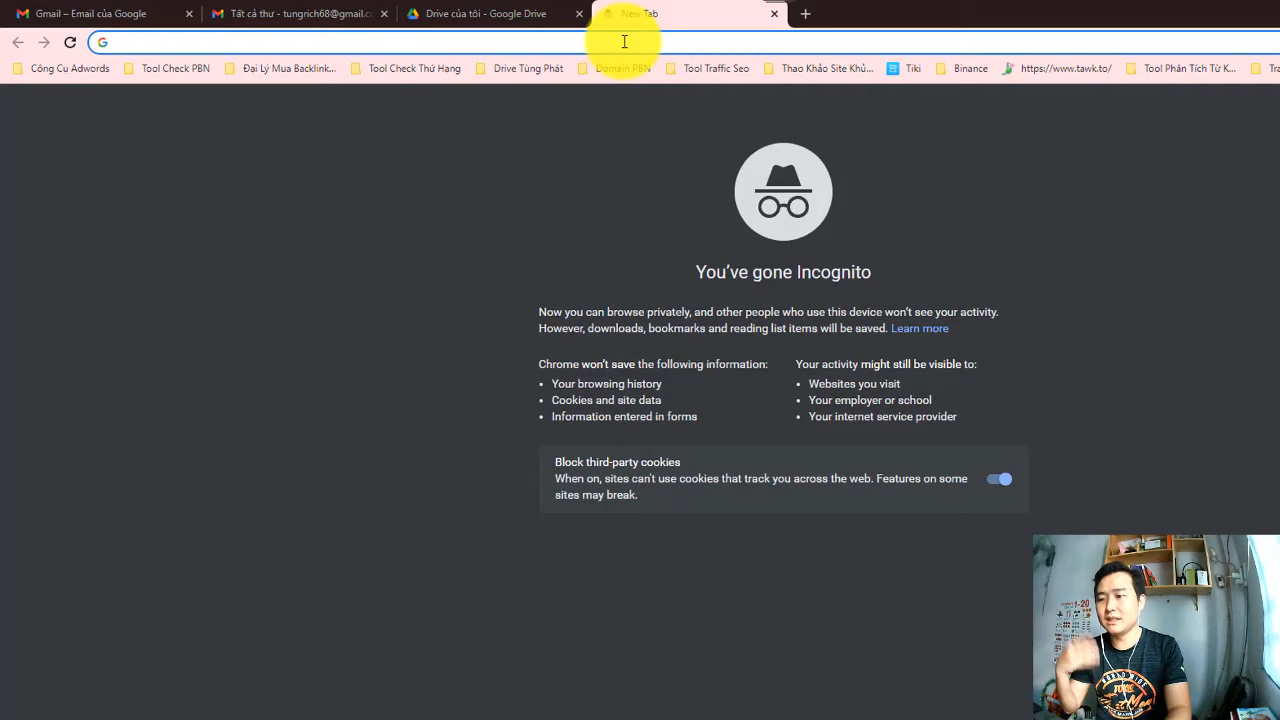 Gmail – Email của Google
Tất cả thư - tungrich68@gmail.c
Drive của tôi - Google Drive
New Tab
Công Cụ Adwords
Tool Check PBN
Đại Lý Mua Backlink...
Tool Check Thứ Hạng
Drive Tùng Phát
Domain PBN
Tool Traffic Seo
Thao Khảo Site Khủ...
Tiki
Binance
https://www.tawk.to/
Tool Phân Tích Từ K...
You've gone Incognito
Now you can browse privately, and other people who use this device won't see your activity.
However, downloads, bookmarks and reading list items will be saved. Learn more
Chrome won't save the following information:
• Your browsing history
• Cookies and site data
• Information entered in forms
Your activity might still be visible to:
• Websites you visit
• Your employer or school
• Your internet service provider
Block third-party cookies
When on, sites can't use cookies that track you across the web. Features on some
sites may break.
1-20